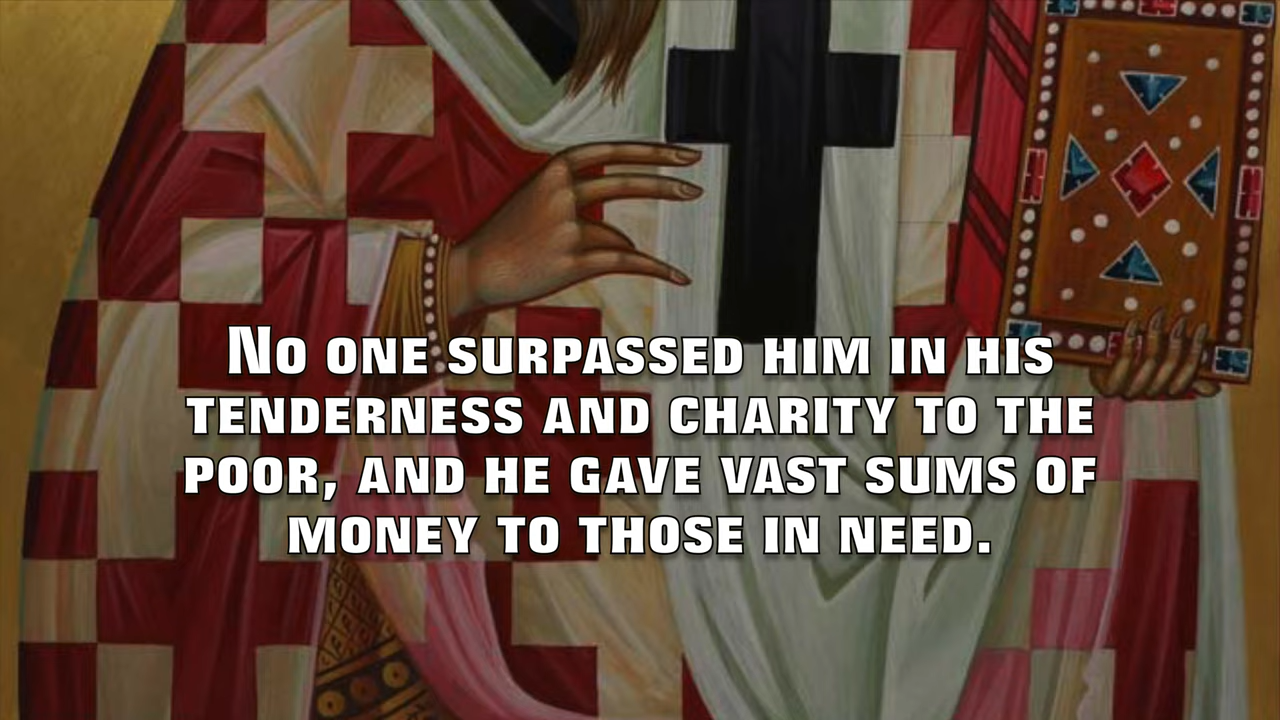 No one surpassed him in his
tenderness and charity to the
poor, and he gave vast sums of
money to those in need.